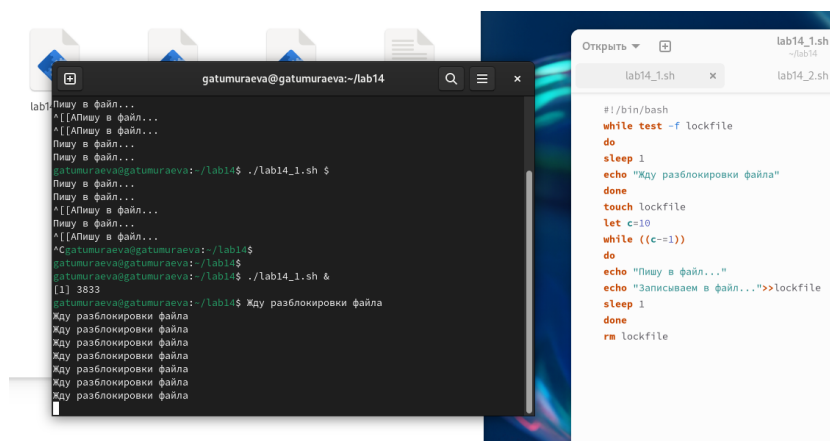 lab14
gatumuraeva@gatumuraeva:~/lab14
Пишу в файл...
^[[AПишу в файл...
^[[AПишу в файл...
Пишу в файл...
Пишу в файл...
gatumuraeva@gatumuraeva:~/lab14$ ./lab14_1.sh $
Пишу в файл...
Пишу в файл...
^[[AПишу в файл...
Пишу в файл...
^[[AПишу в файл...
^Cgatumuraeva@gatumuraeva:~/lab14$
gatumuraeva@gatumuraeva:~/lab14$
gatumuraeva@gatumuraeva:~/lab14$ ./lab14_1.sh &
[1] 3833
gatumuraeva@gatumuraeva:~/lab14$ Жду разблокировки файла
Жду разблокировки файла
Жду разблокировки файла
Жду разблокировки файла
Жду разблокировки файла
Жду разблокировки файла
Жду разблокировки файла
Жду разблокировки файла
Открыть
lab14_1.sh
~/lab14
lab14_1.sh
lab14_2.sh
#!/bin/bash
while test -f lockfile
do
sleep 1
echo "Жду разблокировки файла"
done
touch lockfile
let c=10
while ((c-=1))
do
echo "Пишу в файл..."
echo "Записываем в файл...">>lockfile
sleep 1
done
rm lockfile